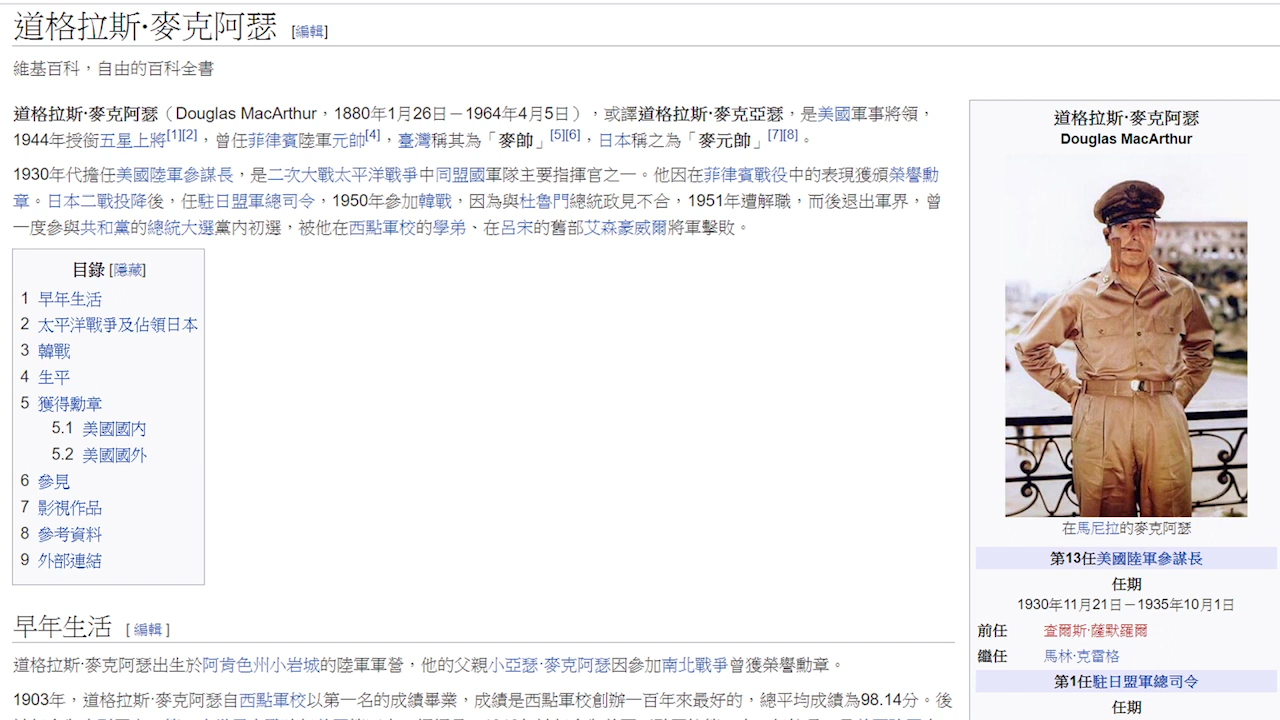 道格拉斯·麥克阿瑟 [編輯]
維基百科，自由的百科全書
道格拉斯·麥克阿瑟（Douglas MacArthur，1880年1月26日－1964年4月5日），或譯道格拉斯·麥克亞瑟，是美國軍事將領，
1944年授銜五星上將[1][2]，曾任菲律賓陸軍元帥[4]，臺灣稱其為「麥帥」[5][6]，日本稱之為「麥元帥」[7][8]。
1930年代擔任美國陸軍參謀長，是二次大戰太平洋戰爭中同盟國軍隊主要指揮官之一。他因在菲律賓戰役中的表現獲頒榮譽勳
章。日本二戰投降後，任駐日盟軍總司令，1950年參加韓戰，因為與杜魯門總統政見不合，1951年遭解職，而後退出軍界，曾
一度參與共和黨的總統大選黨內初選，被他在西點軍校的學弟、在呂宋的舊部艾森豪威爾將軍擊敗。
目錄 [隱藏]
1 早年生活
2 太平洋戰爭及佔領日本
3 韓戰
4 生平
5 獲得勳章
5.1 美國國內
5.2 美國國外
6 參見
7 影視作品
8 參考資料
9 外部連結
早年生活 [編輯]
道格拉斯·麥克阿瑟出生於阿肯色州小岩城的陸軍軍營，他的父親小亞瑟·麥克阿瑟因參加南北戰爭曾獲榮譽勳章。
1903年，道格拉斯·麥克阿瑟自西點軍校以第一名的成績畢業，成績是西點軍校創辦一百年來最好的，總平均成績為98.14分。後
道格拉斯·麥克阿瑟
Douglas MacArthur
在馬尼拉的麥克阿瑟
第13任美國陸軍參謀長
任期
1930年11月21日－1935年10月1日
前任 查爾斯·薩默羅爾
繼任 馬林·克雷格
第1任駐日盟軍總司令
任期